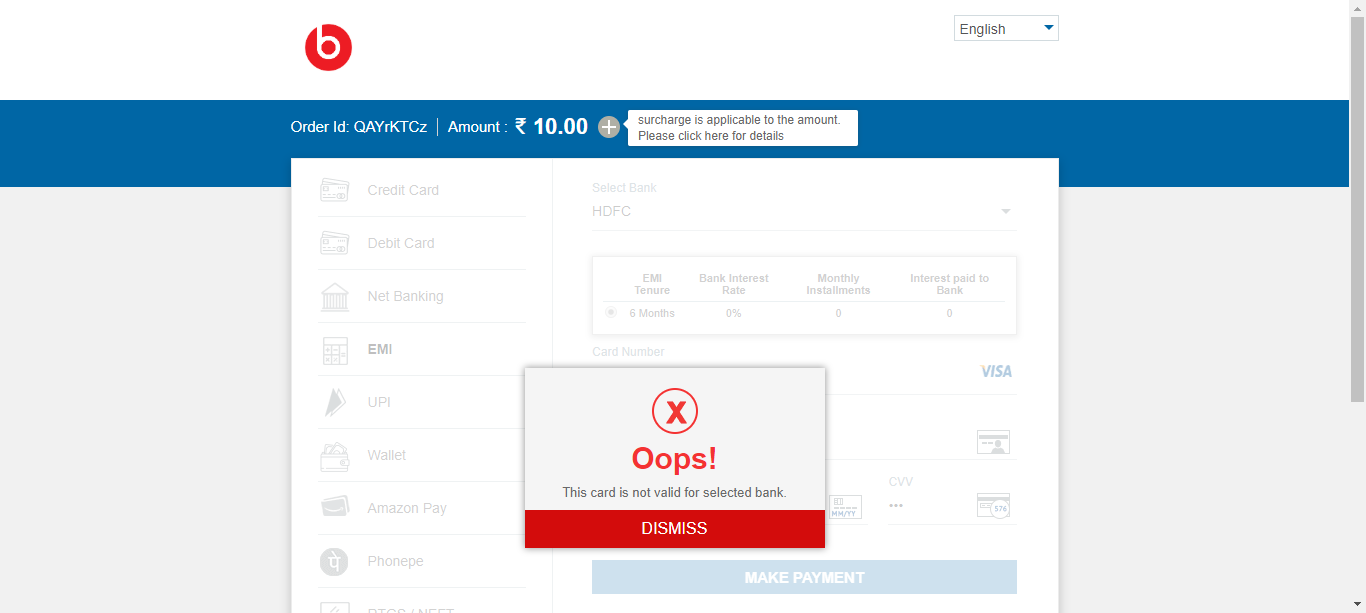 b
English
Order Id: QAYrKTCz | Amount : ₹ 10.00
surcharge is applicable to the amount.
Please click here for details
Credit Card
Debit Card
Net Banking
EMI
UPI
Wallet
Amazon Pay
Phonepe
RTGS / NEFT
Select Bank
HDFC
EMI Tenure
Bank Interest Rate
Monthly Installments
Interest paid to Bank
6 Months 0% 0 0
Card Number
VISA
X
Oops!
This card is not valid for selected bank.
DISMISS
MM/YY
CVV
•••
576
MAKE PAYMENT